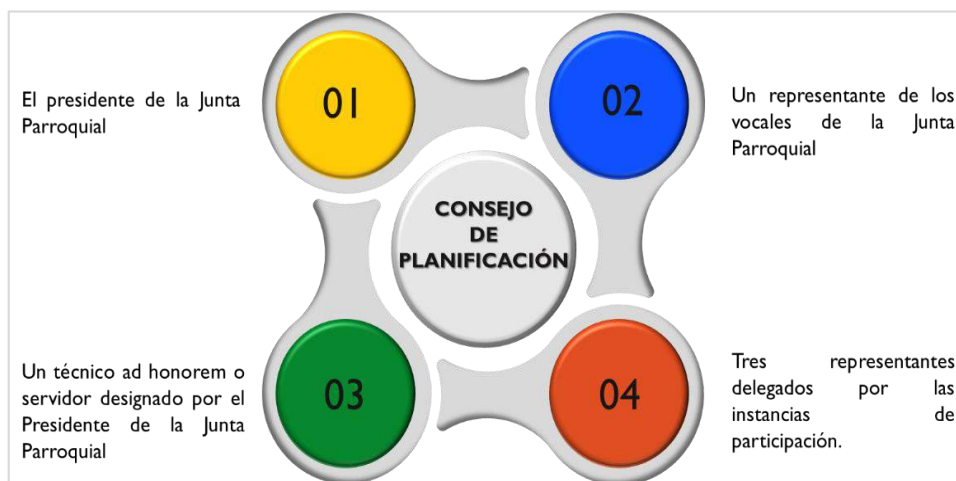 01
El presidente de la Junta
Parroquial
02
Un representante de los
vocales de la Junta
Parroquial
CONSEJO
DE
PLANIFICACIÓN
03
Un técnico ad honorem o
servidor designado por el
Presidente de la Junta
Parroquial
04
Tres representantes
delegados por las
instancias de
participación.